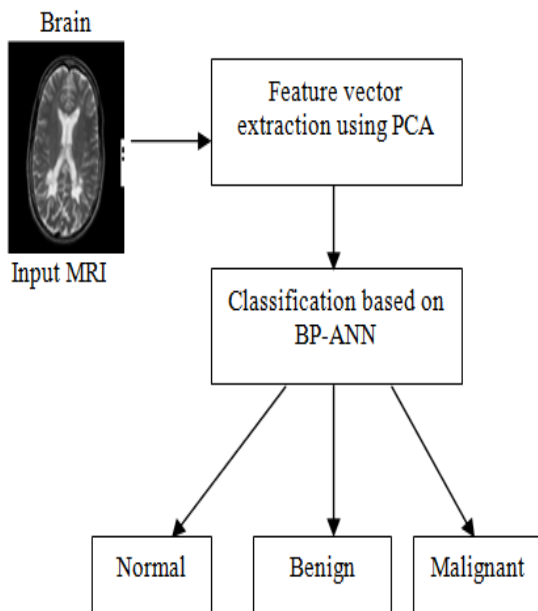 Brain
Feature vector
extraction using PCA
Input MRI
Classification based on
BP-ANN
Normal
Benign
Malignant